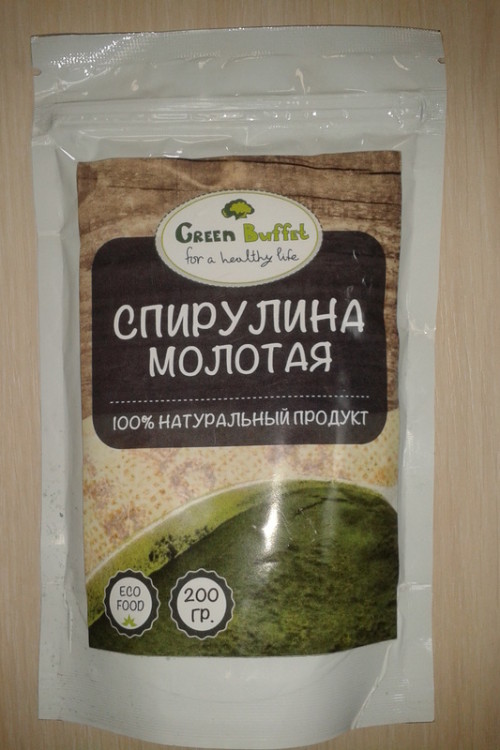 GREEN Buffet
for a healthy life
СПИРУЛИНА
МОЛОТАЯ
100% НАТУРАЛЬНЫЙ ПРОДУКТ
ECO
FOOD
200
ГР.